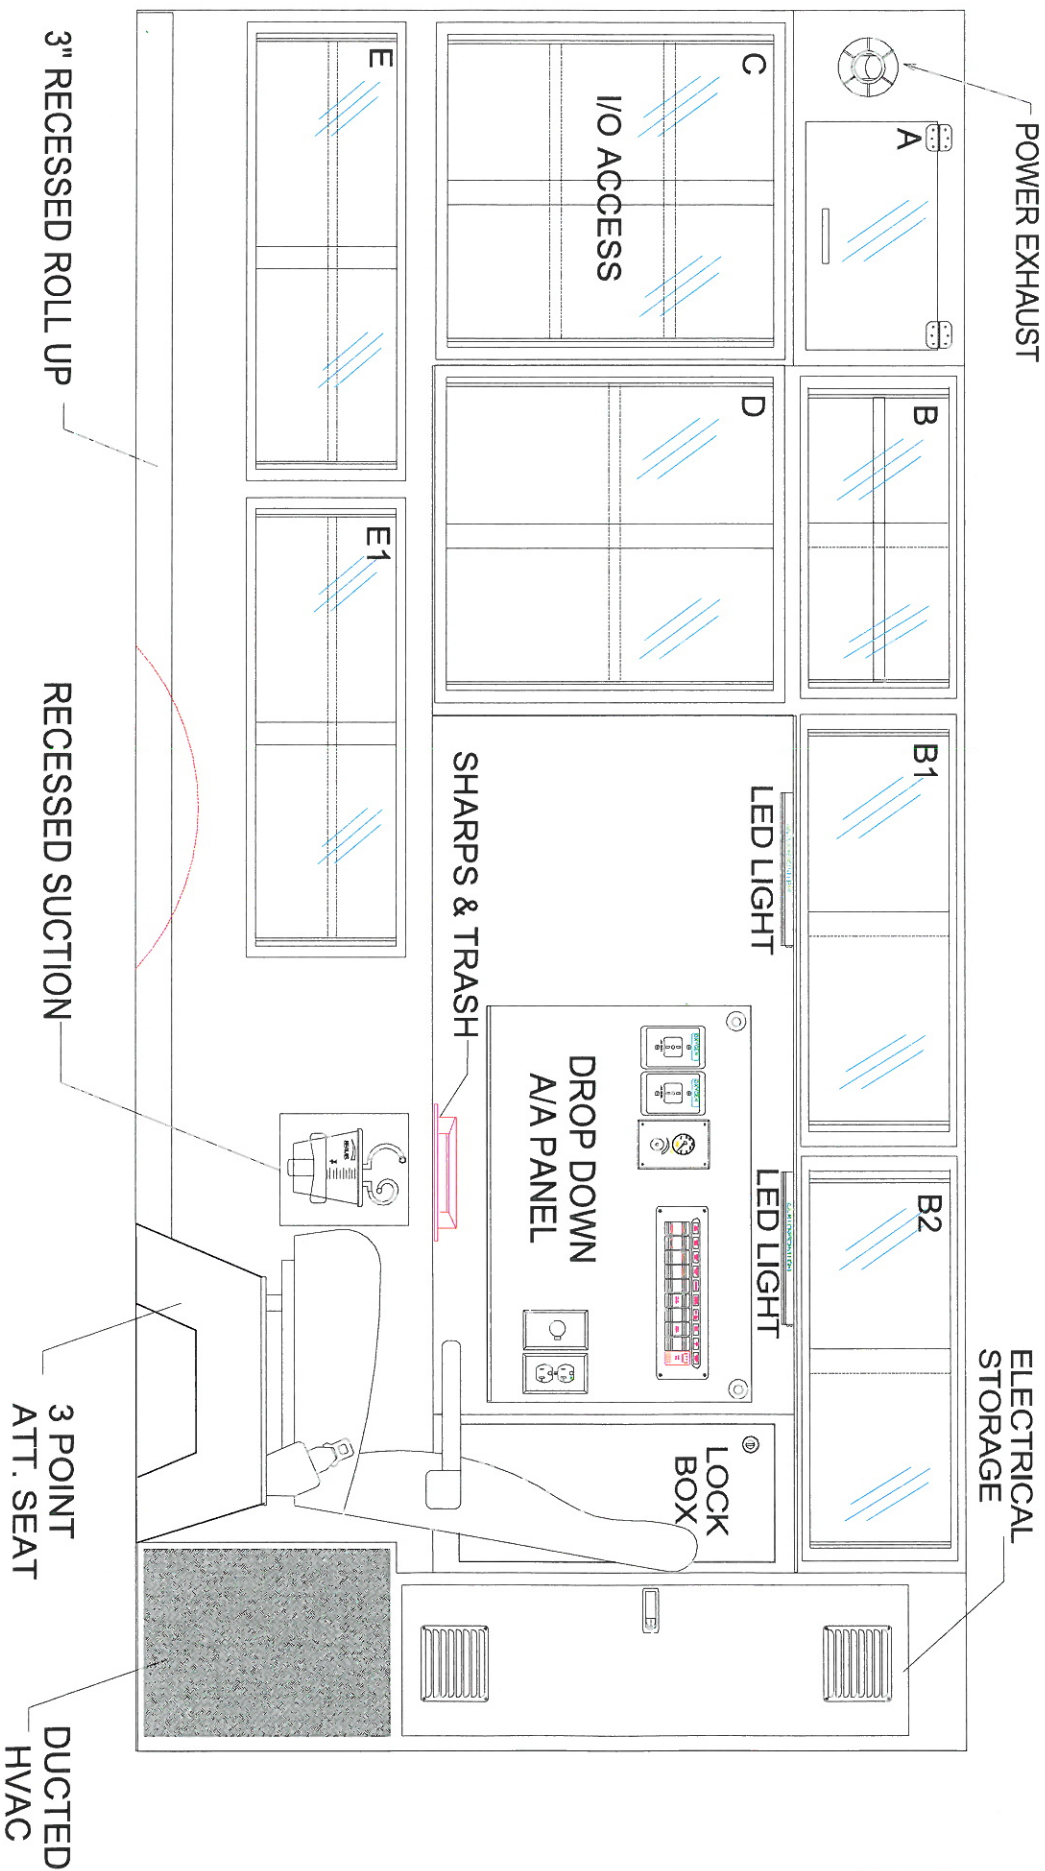 POWER EXHAUST
ELECTRICAL
STORAGE
A
B
B1
B2
C
I/O ACCESS
D
LED LIGHT
LED LIGHT
DROP DOWN
A/A PANEL
LOCK
BOX
SHARPS & TRASH
E
E1
3" RECESSED ROLL UP
RECESSED SUCTION
3 POINT
ATT. SEAT
DUCTED
HVAC